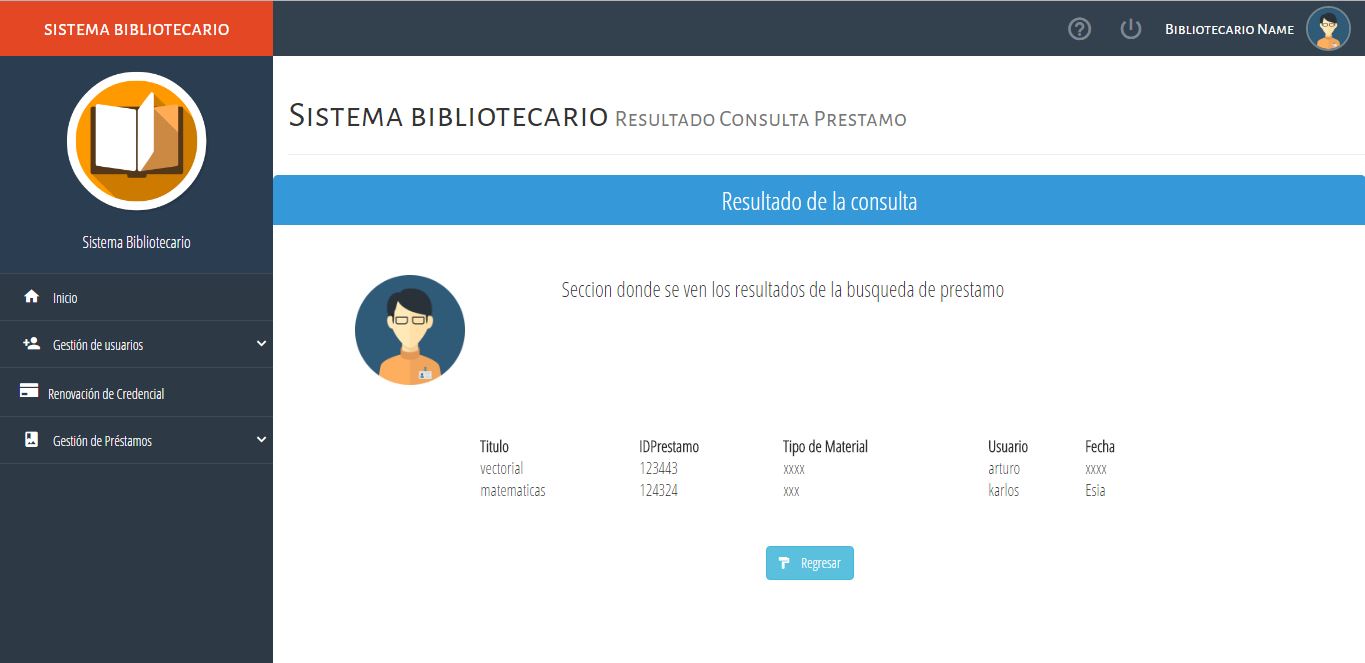 SISTEMA BIBLIOTECARIO
BIBLIOTECARIO NAME
Sistema Bibliotecario
Inicio
Gestión de usuarios
Renovación de Credencial
Gestión de Préstamos
SISTEMA BIBLIOTECARIO RESULTADO CONSULTA PRESTAMO
Resultado de la consulta
Seccion donde se ven los resultados de la busqueda de prestamo
Titulo IDPrestamo Tipo de Material Usuario Fecha
vectorial 123443 xxxx arturo xxxx
matematicas 124324 xxx karlos Esia
Regresar